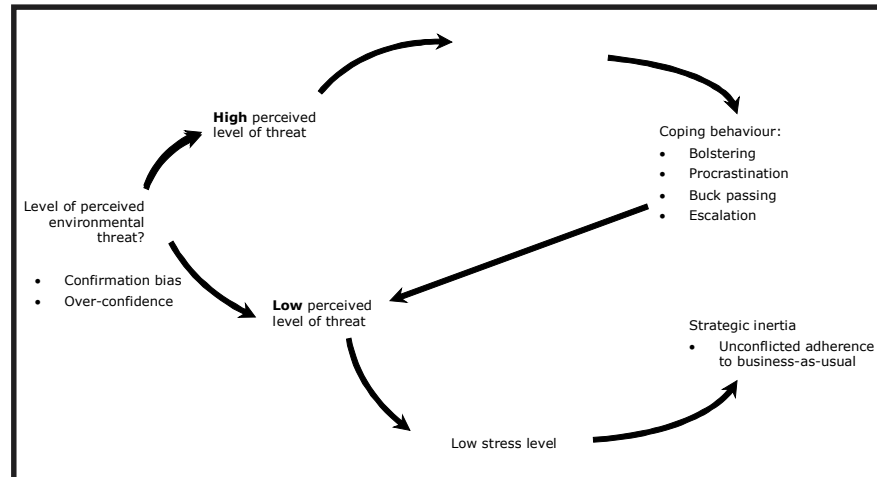 High perceived
level of threat
Coping behaviour:
• Bolstering
• Procrastination
• Buck passing
• Escalation
Level of perceived
environmental
threat?
• Confirmation bias
• Over-confidence
Low perceived
level of threat
Strategic inertia
• Unconflicted adherence
to business-as-usual
Low stress level